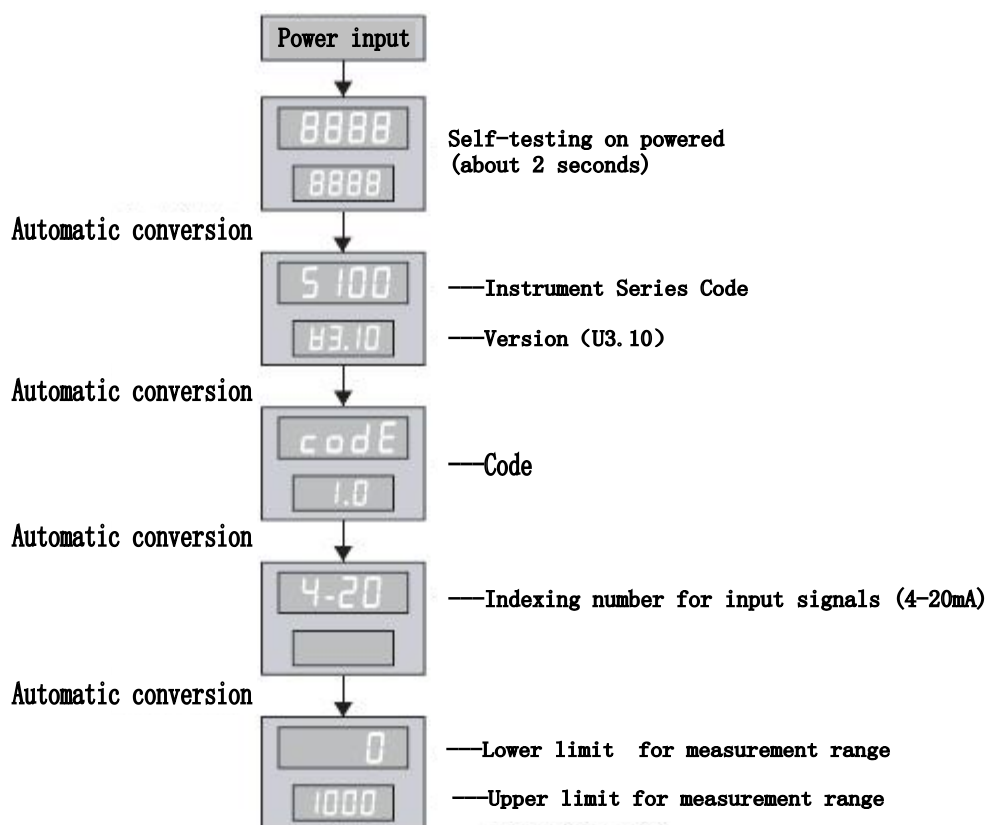 Power input
8888
Self-testing on powered
(about 2 seconds)
8888
Automatic conversion
S100
———Instrument Series Code
U3.10
———Version（U3.10）
Automatic conversion
codE
———Code
1.0
Automatic conversion
4-20
———Indexing number for input signals (4-20mA)
Automatic conversion
0
———Lower limit for measurement range
1000
———Upper limit for measurement range